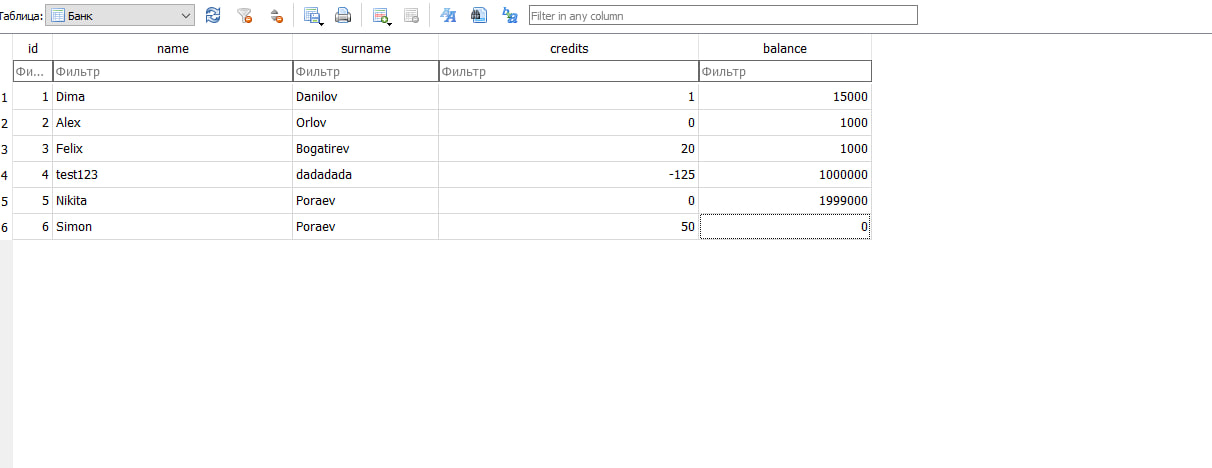 Таблица: Банк Filter in any column
id name surname credits balance
Фи... Фильтр Фильтр Фильтр Фильтр
1 1 Dima Danilov 1 15000
2 2 Alex Orlov 0 1000
3 3 Felix Bogatirev 20 1000
4 4 test123 dadadada -125 1000000
5 5 Nikita Poraev 0 1999000
6 6 Simon Poraev 50 0